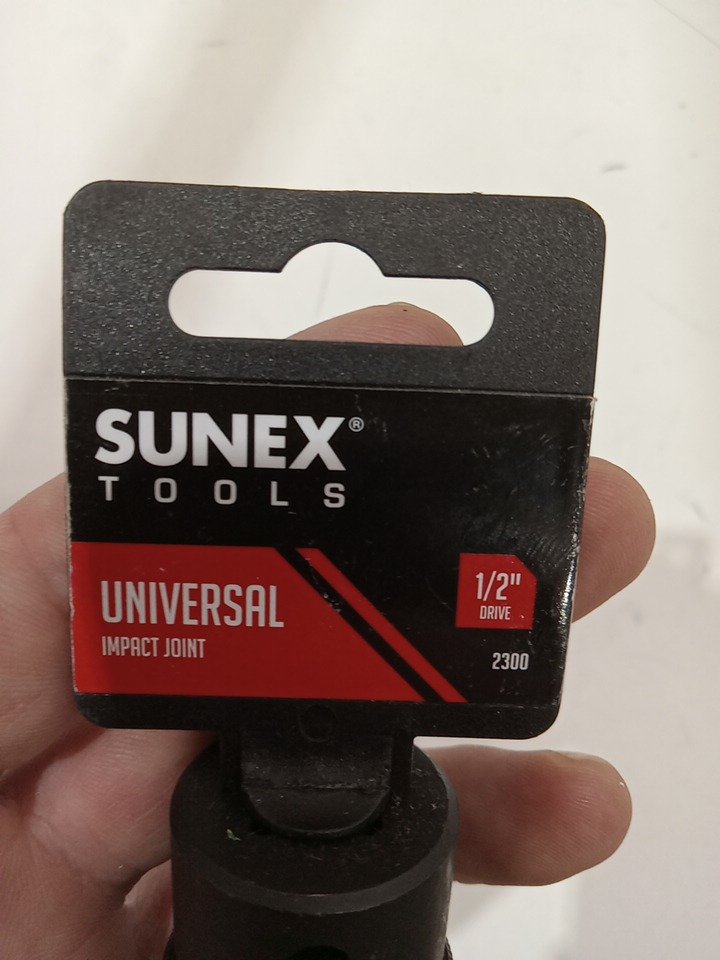 SUNEX®
TOOLS
UNIVERSAL
IMPACT JOINT
1/2"
DRIVE
2300